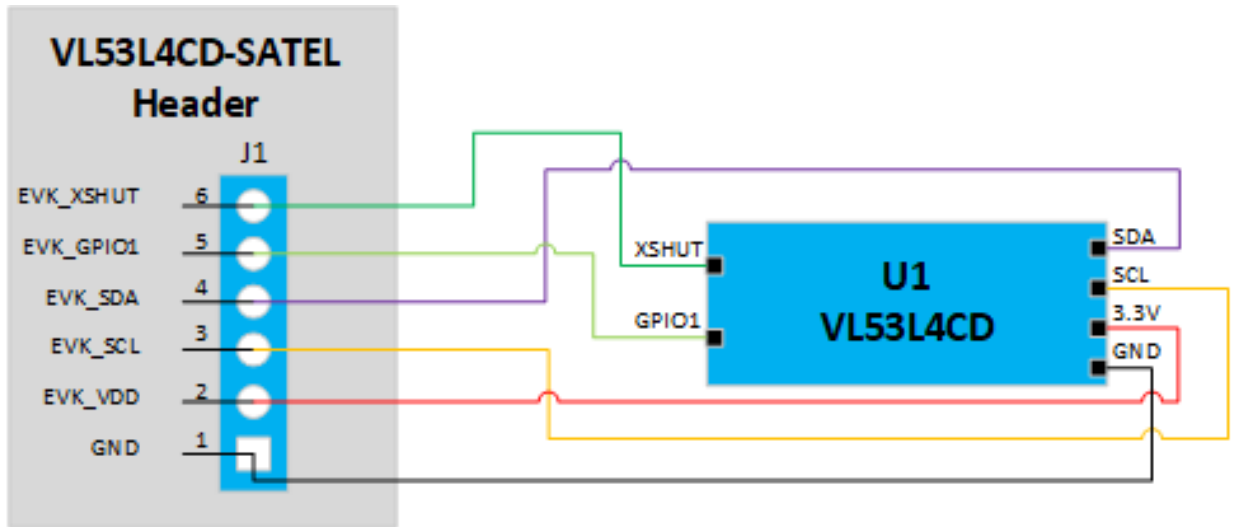 VL53L4CD-SATEL
Header
J1
EVK_XSHUT 6
EVK_GPIO1 5
EVK_SDA 4
EVK_SCL 3
EVK_VDD 2
GND 1
XSHUT
GPIO1
U1
VL53L4CD
SDA
SCL
3.3V
GND